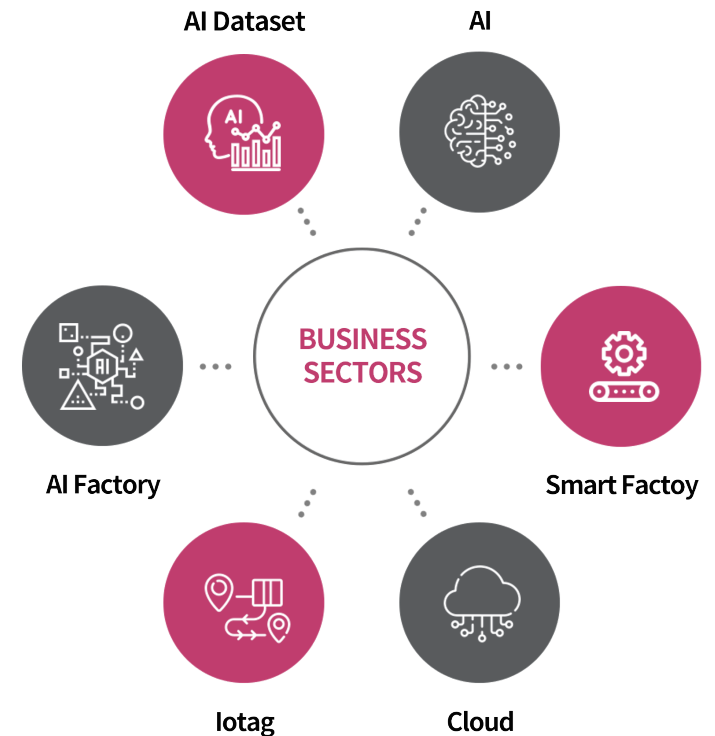 AI Dataset
AI
AI
BUSINESS
SECTORS
AI
AI Factory
Smart Factoy
Iotag
Cloud